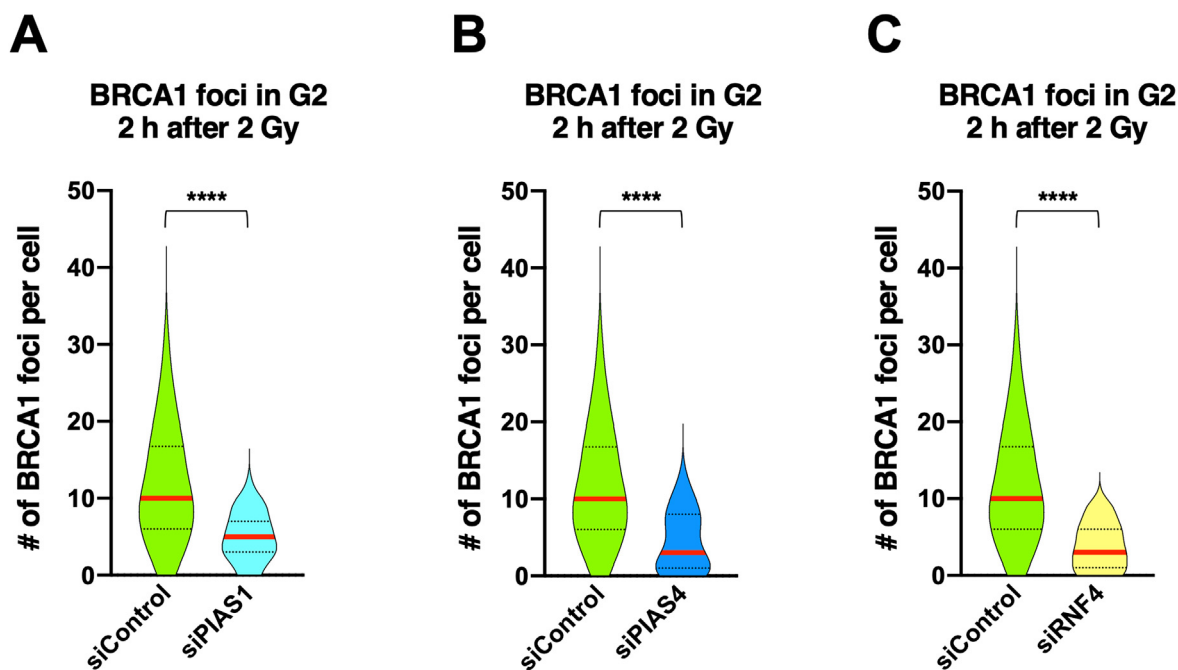 A
BRCA1 foci in G2
2 h after 2 Gy
# of BRCA1 foci per cell
50
40
30
20
10
0
****
siControl
siPIAS1
B
BRCA1 foci in G2
2 h after 2 Gy
# of BRCA1 foci per cell
50
40
30
20
10
0
****
siControl
siPIAS4
C
BRCA1 foci in G2
2 h after 2 Gy
# of BRCA1 foci per cell
50
40
30
20
10
0
****
siControl
siRNF4